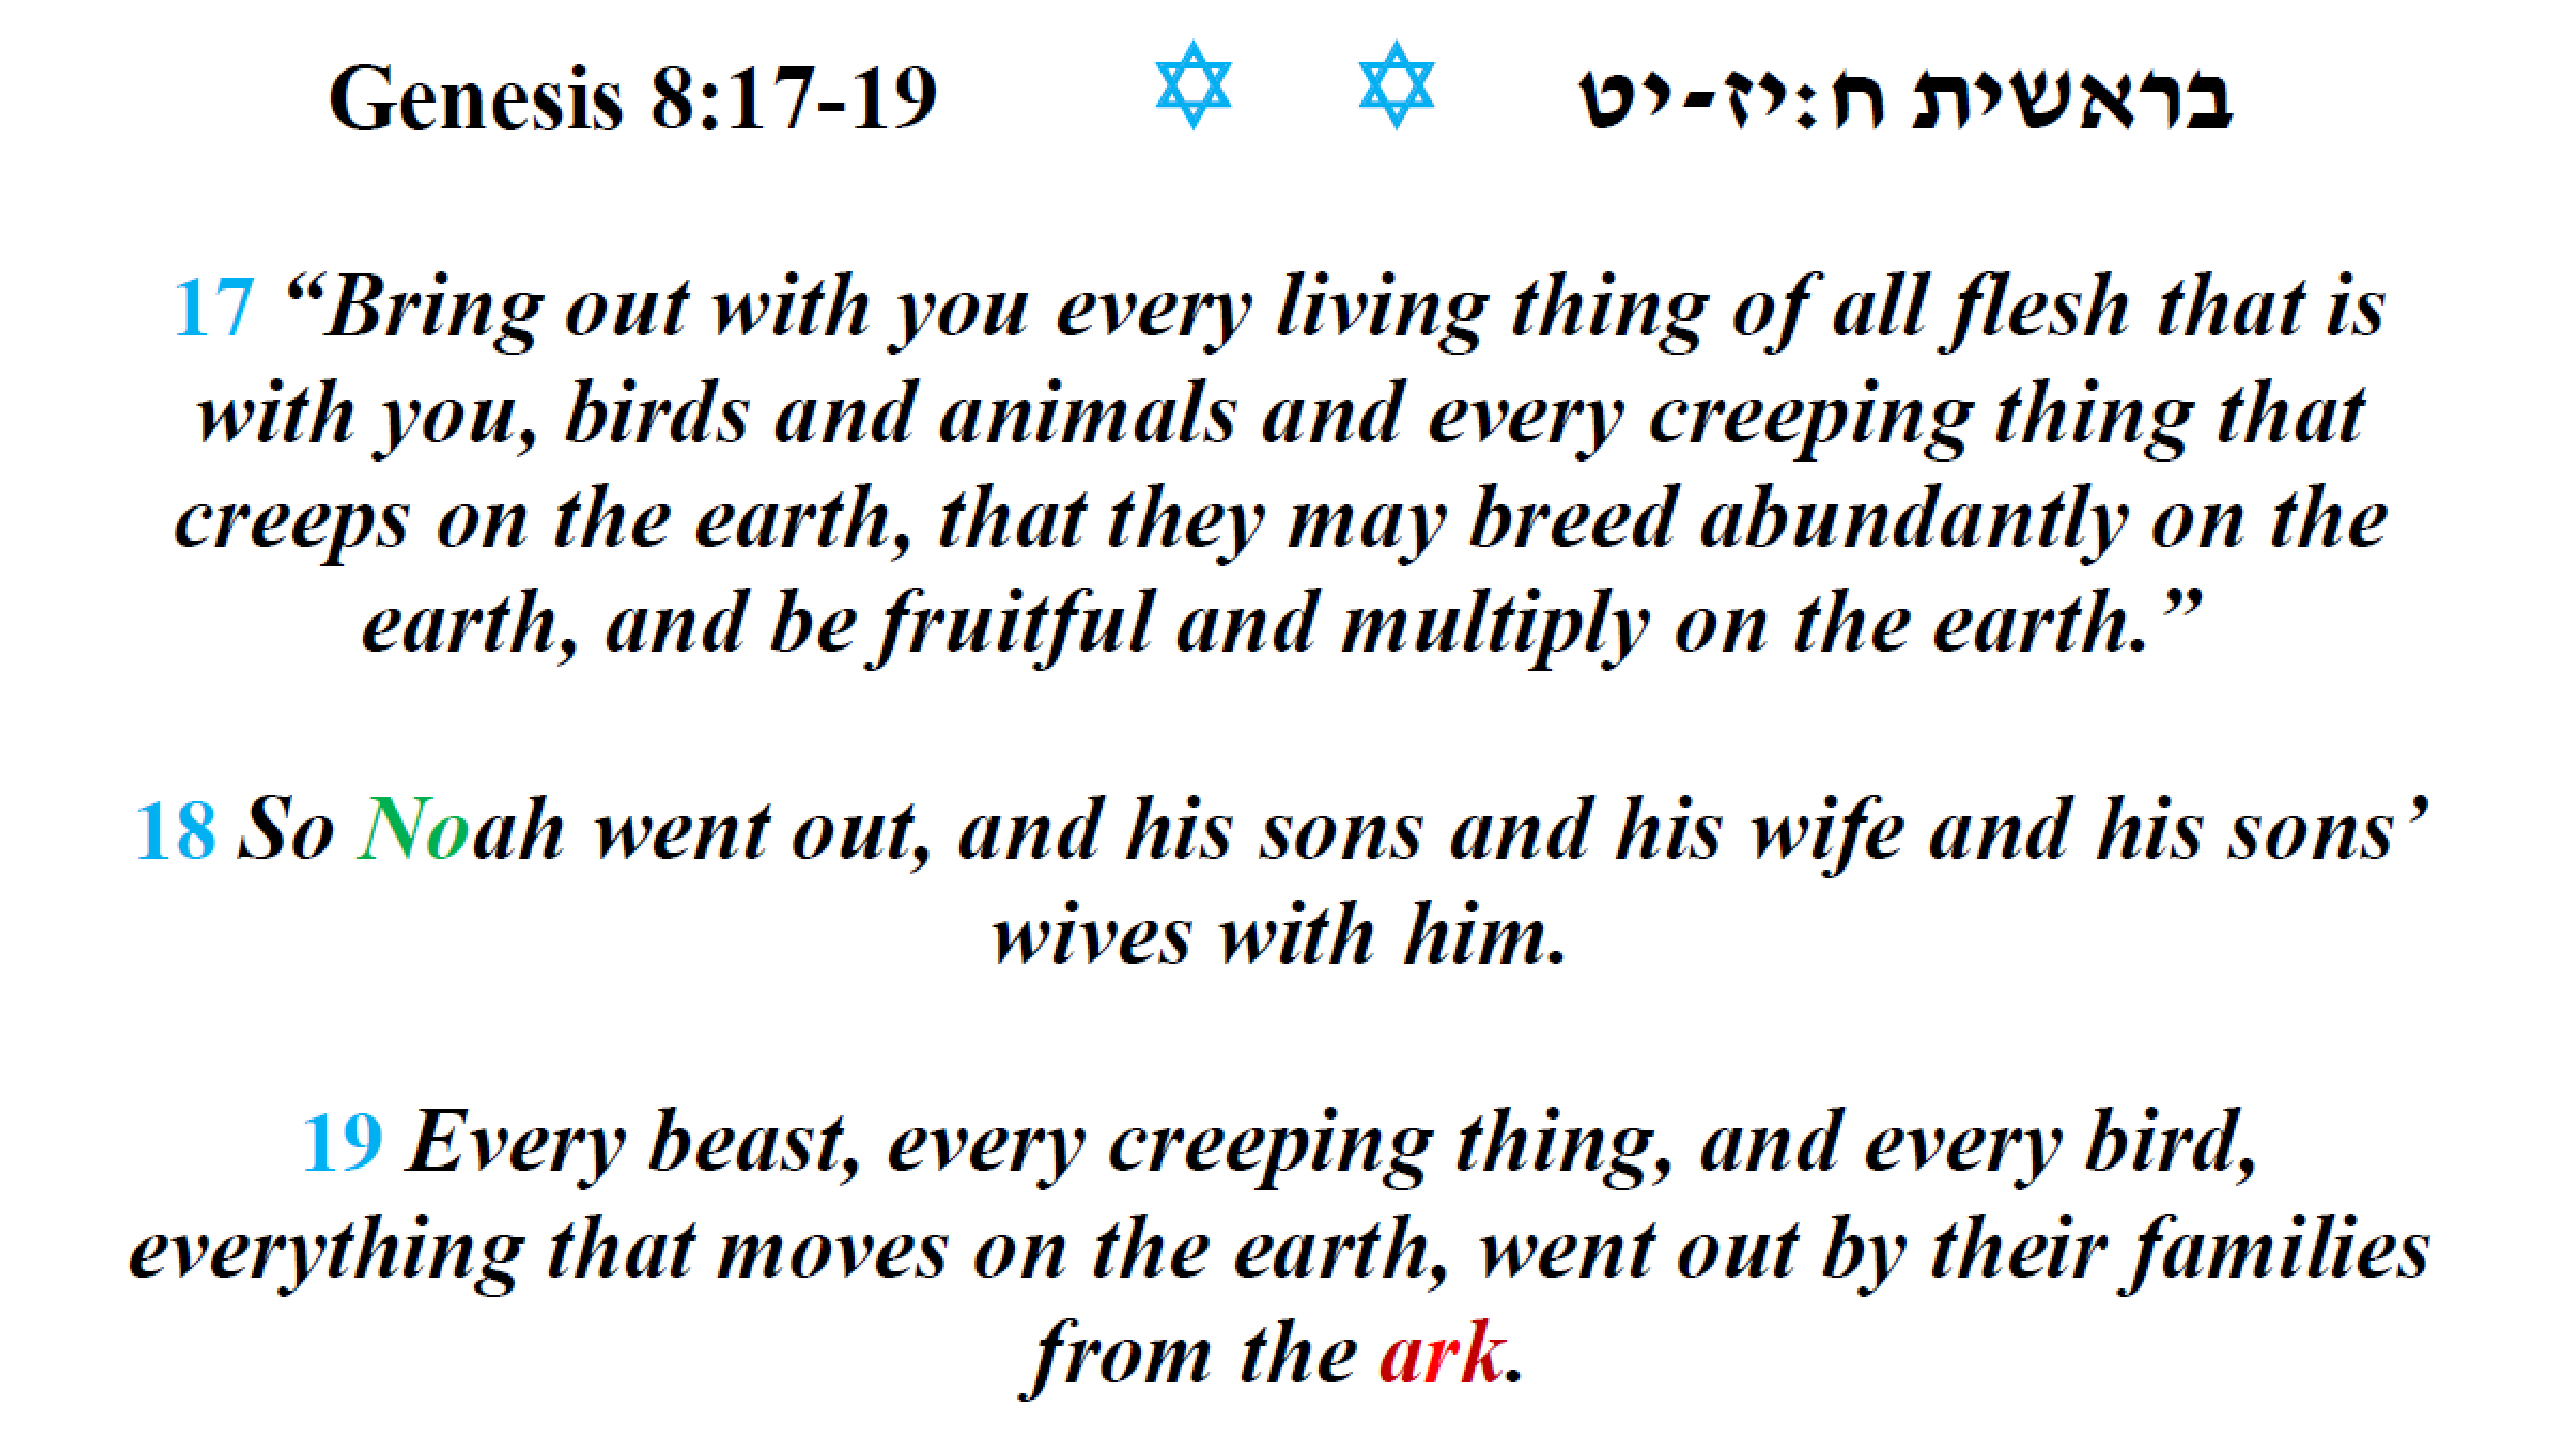 Genesis 8:17-19 ✡ ✡ בראשית ח:יז-יט
17 “Bring out with you every living thing of all flesh that is
with you, birds and animals and every creeping thing that
creeps on the earth, that they may breed abundantly on the
earth, and be fruitful and multiply on the earth.”
18 So Noah went out, and his sons and his wife and his sons’
wives with him.
19 Every beast, every creeping thing, and every bird,
everything that moves on the earth, went out by their families
from the ark.